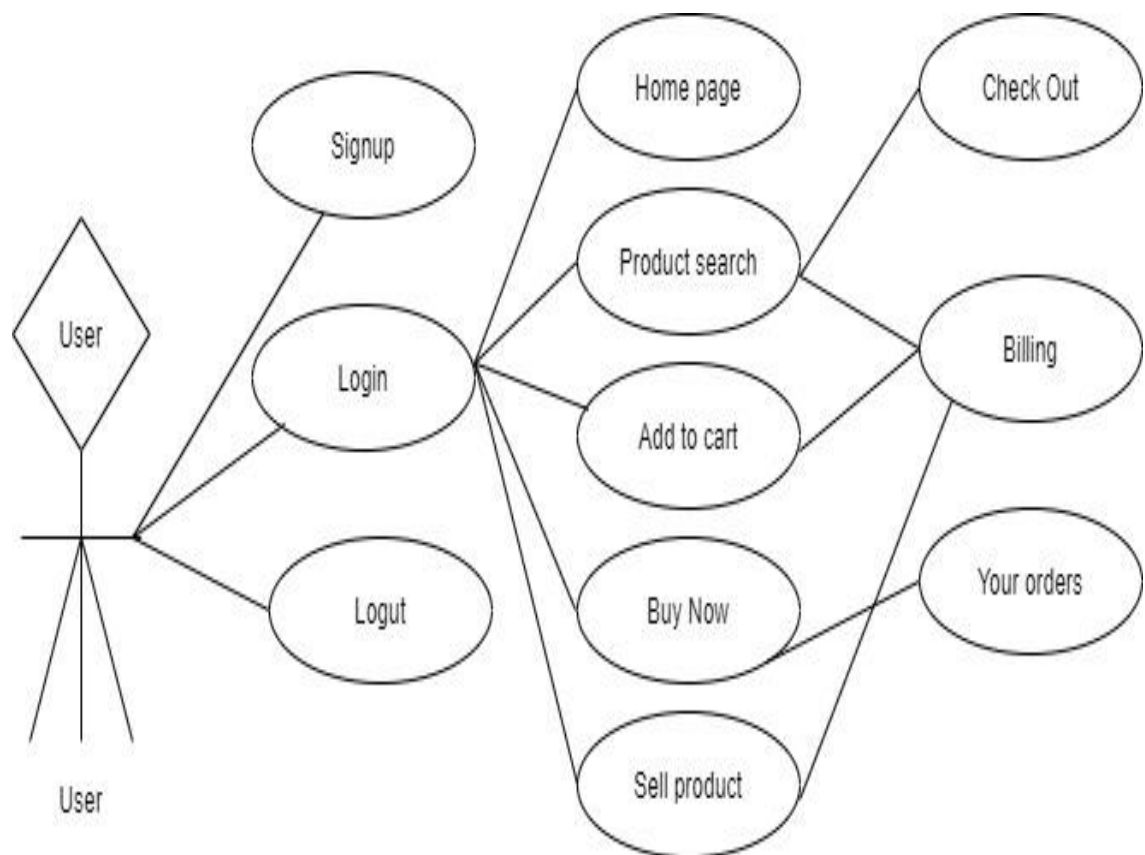 Home page
Check Out
Signup
Product search
User
Login
Billing
Add to cart
Logut
Buy Now
Your orders
Sell product
User